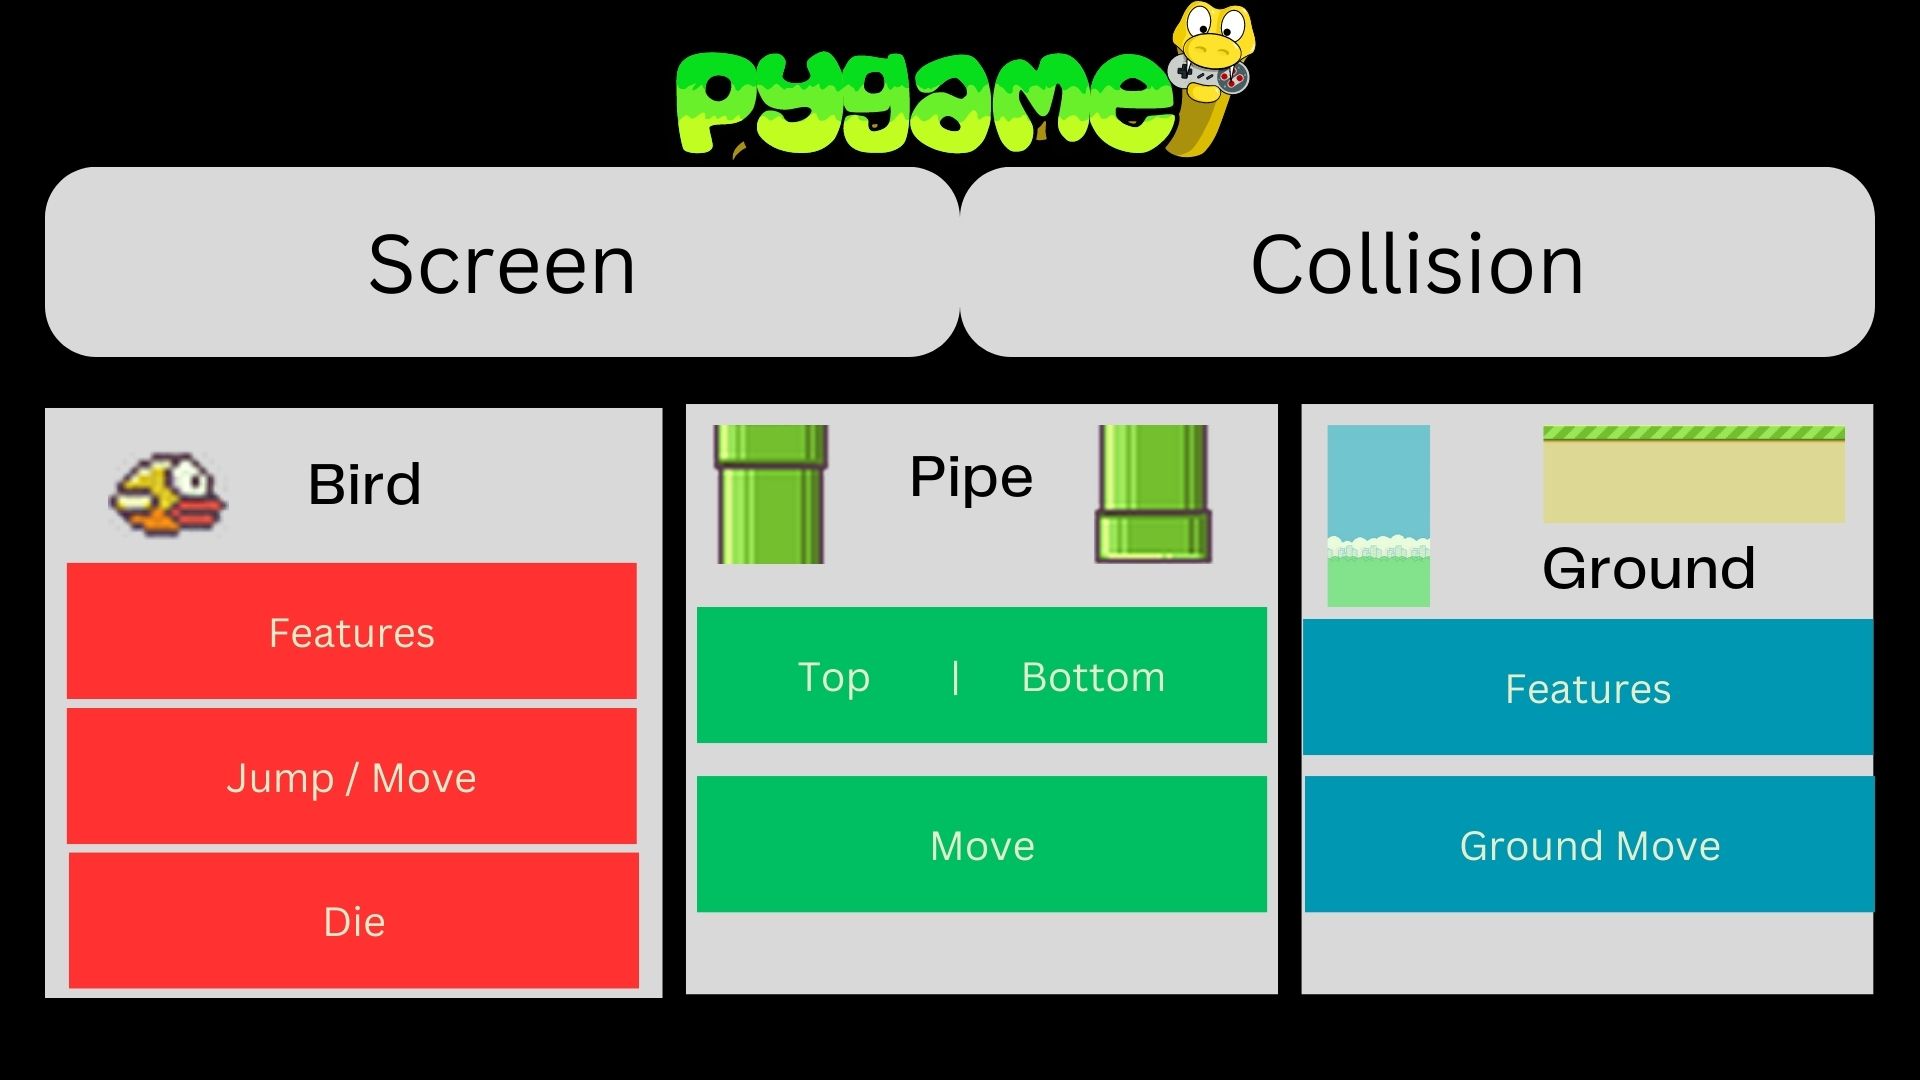 pygame
Screen
Collision
Bird
Features
Jump / Move
Die
Pipe
Top | Bottom
Move
Ground
Features
Ground Move